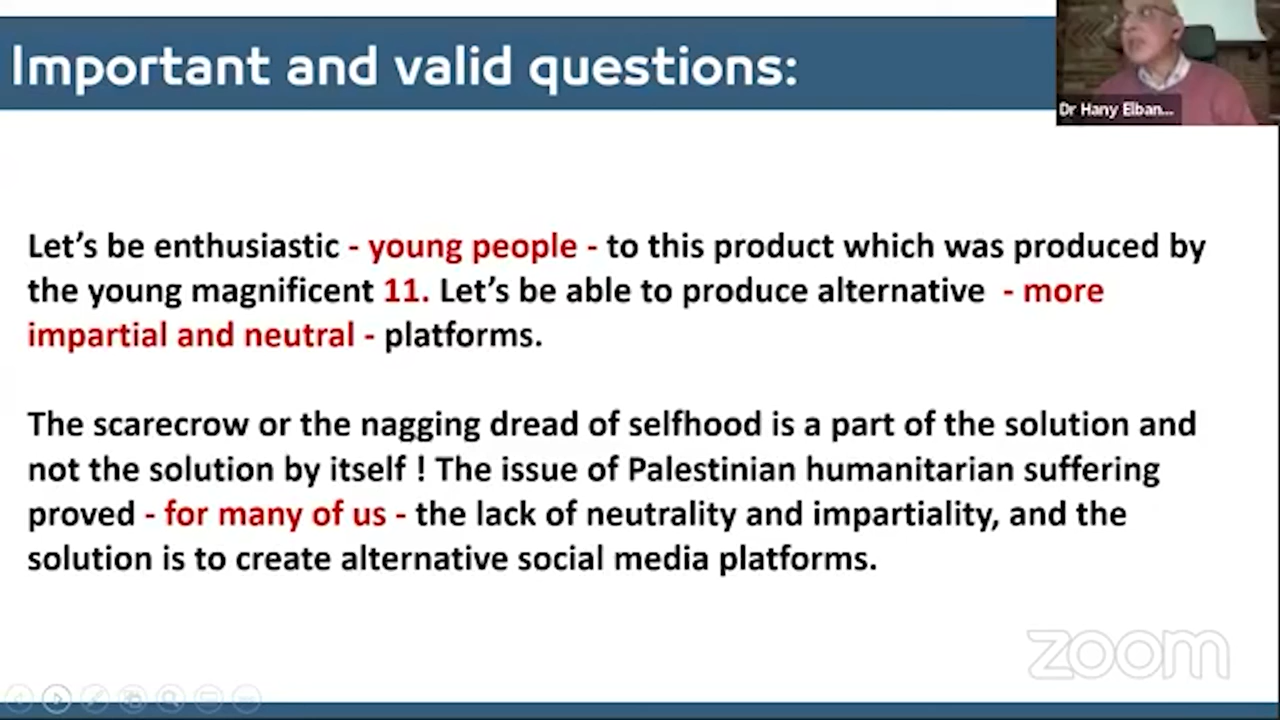 Important and valid questions:
Dr Hany Elban...
Let's be enthusiastic - young people - to this product which was produced by
the young magnificent 11. Let's be able to produce alternative - more
impartial and neutral - platforms.
The scarecrow or the nagging dread of selfhood is a part of the solution and
not the solution by itself ! The issue of Palestinian humanitarian suffering
proved - for many of us - the lack of neutrality and impartiality, and the
solution is to create alternative social media platforms.
zoom